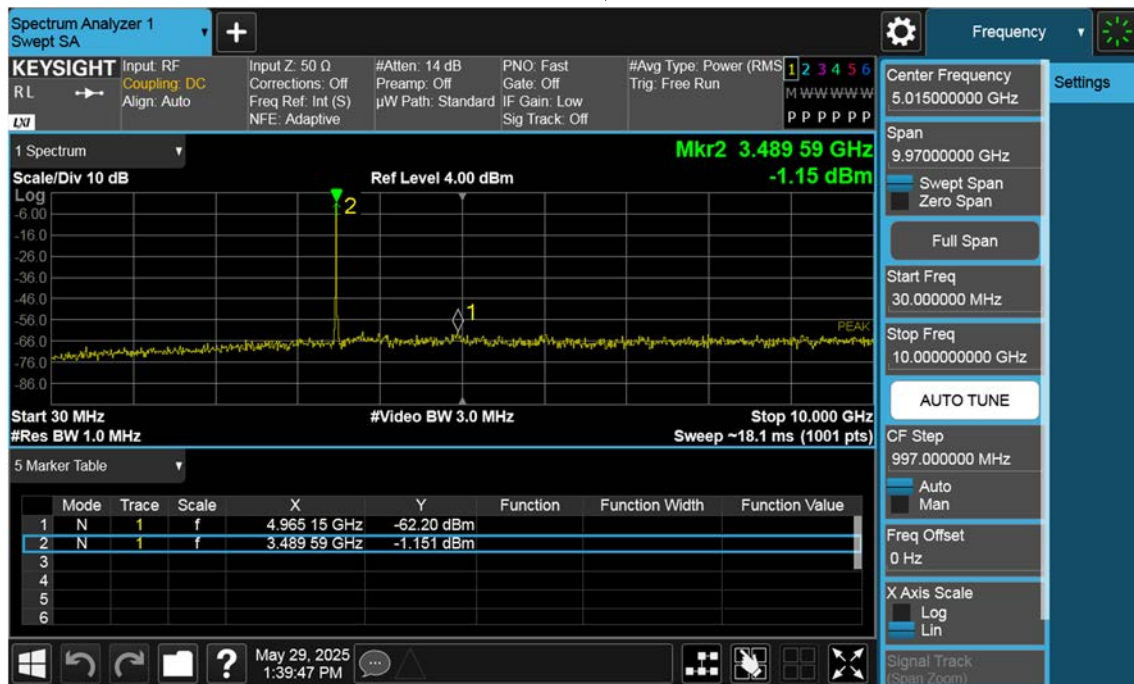 Spectrum Analyzer 1
Swept SA
+
Frequency
KEYSIGHT
RL
LXI
Input: RF
Coupling: DC
Align: Auto
Input Z: 50 Ω
Corrections: Off
Freq Ref: Int (S)
NFE: Adaptive
#Atten: 14 dB
Preamp: Off
µW Path: Standard
PNO: Fast
Gate: Off
IF Gain: Low
Sig Track: Off
#Avg Type: Power (RMS
Trig: Free Run
1 2 3 4 5 6
M W W W W W
P P P P P P
1 Spectrum
Mkr2 3.489 59 GHz
Scale/Div 10 dB
Ref Level 4.00 dBm
-1.15 dBm
Log
-6.00
-16.0
-26.0
-36.0
-46.0
-56.0
-66.0
-76.0
-86.0
2
1
PEAK
Start 30 MHz
#Video BW 3.0 MHz
Stop 10.000 GHz
#Res BW 1.0 MHz
Sweep ~18.1 ms (1001 pts)
5 Marker Table
Mode Trace Scale X Y Function Function Width Function Value
1 N 1 f 4.965 15 GHz -62.20 dBm
2 N 1 f 3.489 59 GHz -1.151 dBm
3
4
5
6
?
May 29, 2025
1:39:47 PM
Center Frequency
5.015000000 GHz
Span
9.97000000 GHz
Swept Span
Zero Span
Full Span
Start Freq
30.000000 MHz
Stop Freq
10.000000000 GHz
AUTO TUNE
CF Step
997.000000 MHz
Auto
Man
Freq Offset
0 Hz
X Axis Scale
Log
Lin
Signal Track
(Span Zoom)
Settings